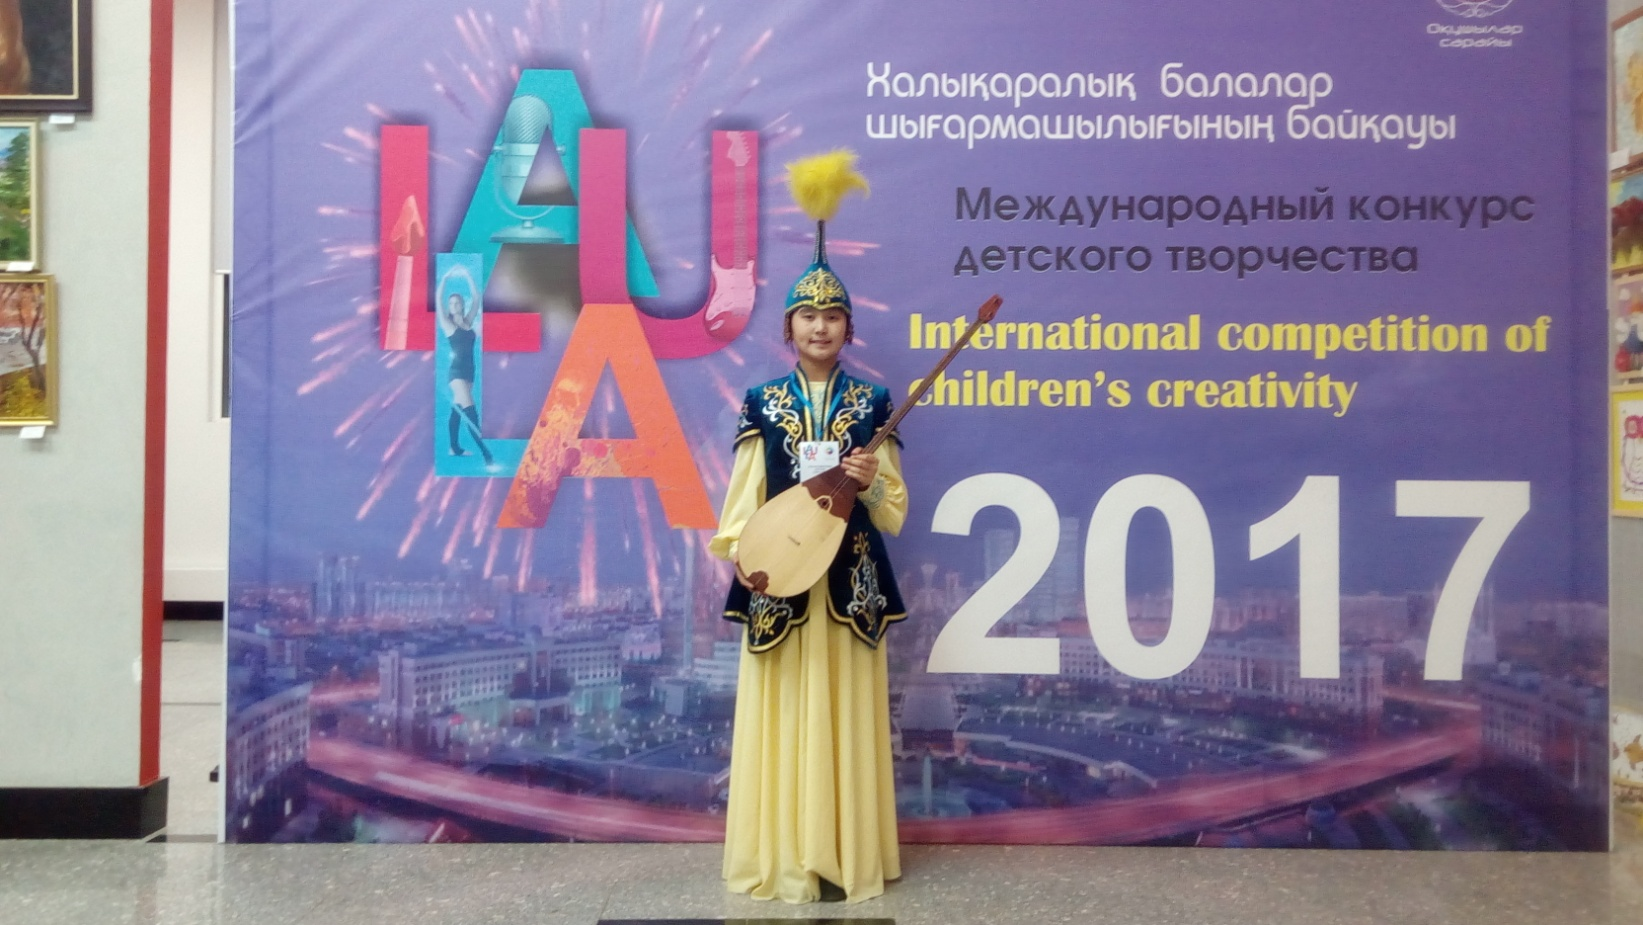 Оқушылар
сарайы
Халықаралық балалар
шығармашылығының байқауы
LAULA
Международный конкурс
детского творчества
International competition of
children's creativity
2017